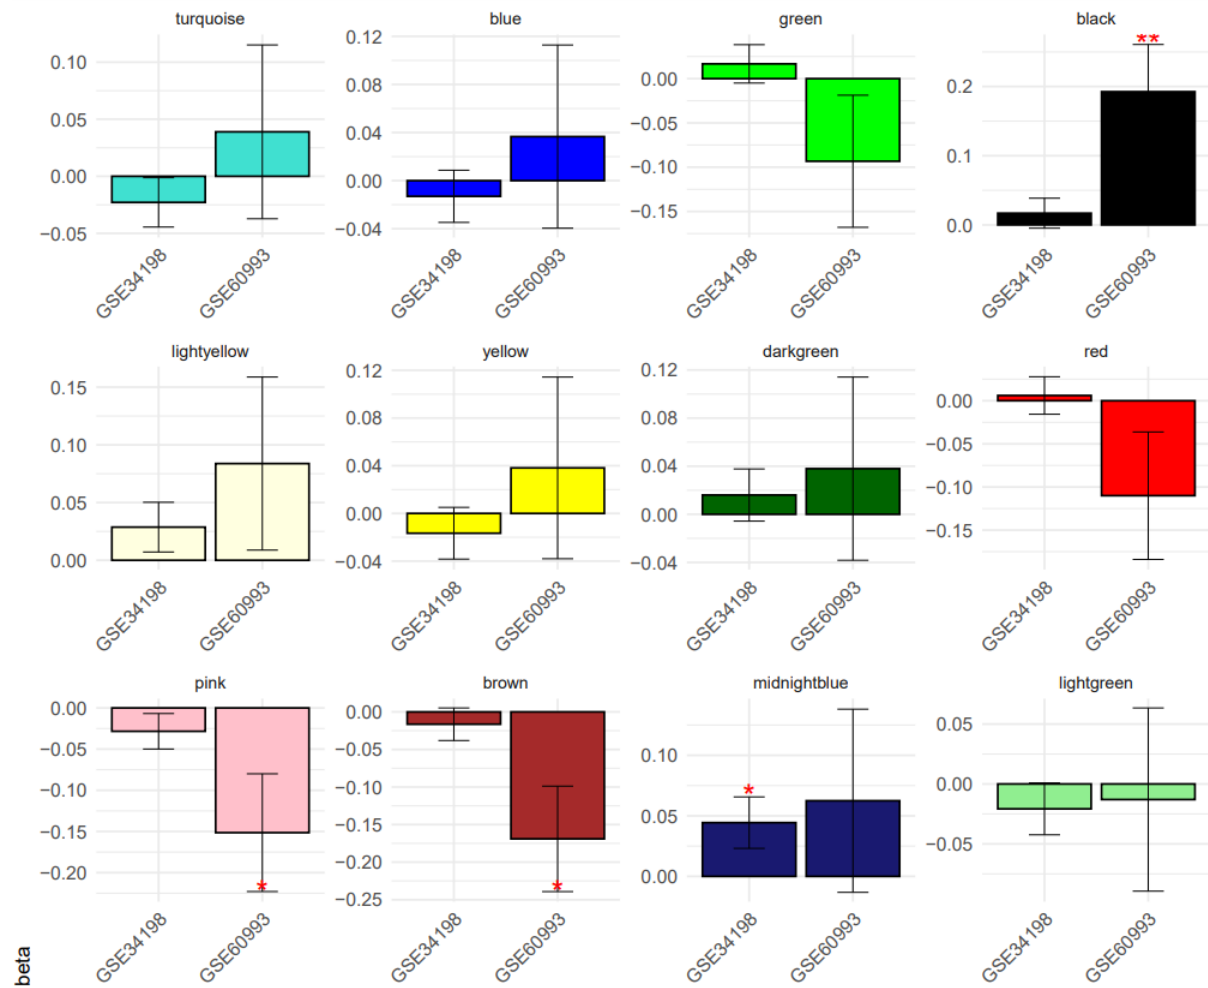 turquoise
0.10
0.05
0.00
−0.05
GSE34198
GSE60993
blue
0.12
0.08
0.04
0.00
−0.04
GSE34198
GSE60993
green
0.00
−0.05
−0.10
−0.15
GSE34198
GSE60993
black
**
0.2
0.1
0.0
GSE34198
GSE60993
lightyellow
0.15
0.10
0.05
0.00
GSE34198
GSE60993
yellow
0.12
0.08
0.04
0.00
−0.04
GSE34198
GSE60993
darkgreen
0.12
0.08
0.04
0.00
−0.04
GSE34198
GSE60993
red
0.00
−0.05
−0.10
−0.15
GSE34198
GSE60993
pink
0.00
−0.05
−0.10
−0.15
−0.20
*
GSE34198
GSE60993
brown
0.00
−0.05
−0.10
−0.15
−0.20
−0.25
*
GSE34198
GSE60993
midnightblue
0.10
*
0.05
0.00
GSE34198
GSE60993
lightgreen
0.05
0.00
−0.05
GSE34198
GSE60993
beta